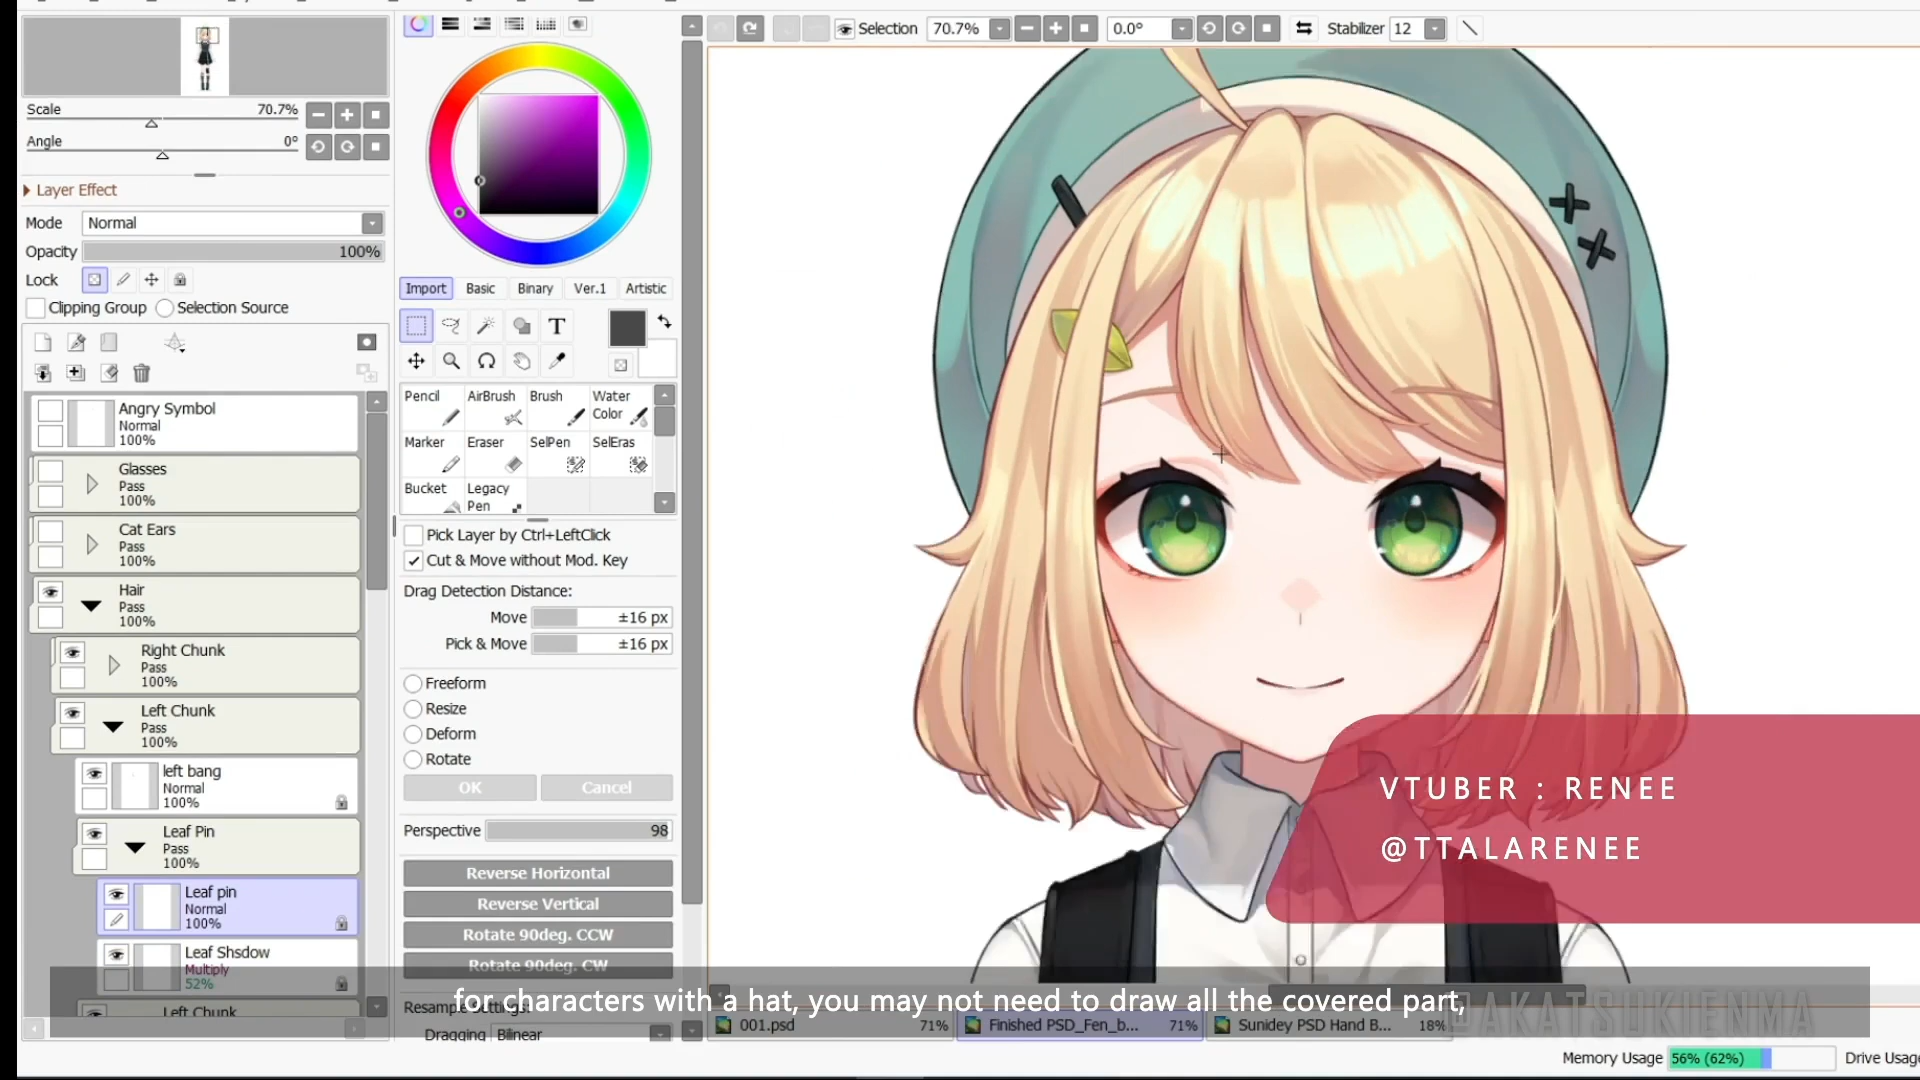 Scale 70.7%
Angle 0°
Layer Effect
Mode Normal
Opacity 100%
Lock
Clipping Group Selection Source
Angry Symbol
Normal
100%
Glasses
Pass
100%
Cat Ears
Pass
100%
Hair
Pass
100%
Right Chunk
Pass
100%
Left Chunk
Pass
100%
left bang
Normal
100%
Leaf Pin
Pass
100%
Leaf pin
Normal
100%
Leaf Shsdow
Multiply
52%
Left Chunk
Import Basic Binary Ver.1 Artistic
T
Pencil AirBrush Brush Water Color
Marker Eraser SelPen SelEras
Bucket Legacy Pen
Pick Layer by Ctrl+LeftClick
Cut & Move without Mod. Key
Drag Detection Distance:
Move ±16 px
Pick & Move ±16 px
Freeform
Resize
Deform
Rotate
OK Cancel
Perspective 98
Reverse Horizontal
Reverse Vertical
Rotate 90deg. CCW
Rotate 90deg. CW
Resample Settings:
Dragging Bilinear
Selection 70.7% 0.0° Stabilizer 12
VTUBER : RENEE
@TTALARENEE
for characters with a hat, you may not need to draw all the covered part,
@AKATSUKIENMA
001.psd 71% Finished PSD_Fen_b... 71% Sunidey PSD Hand B... 18%
Memory Usage 56% (62%) Drive Usag